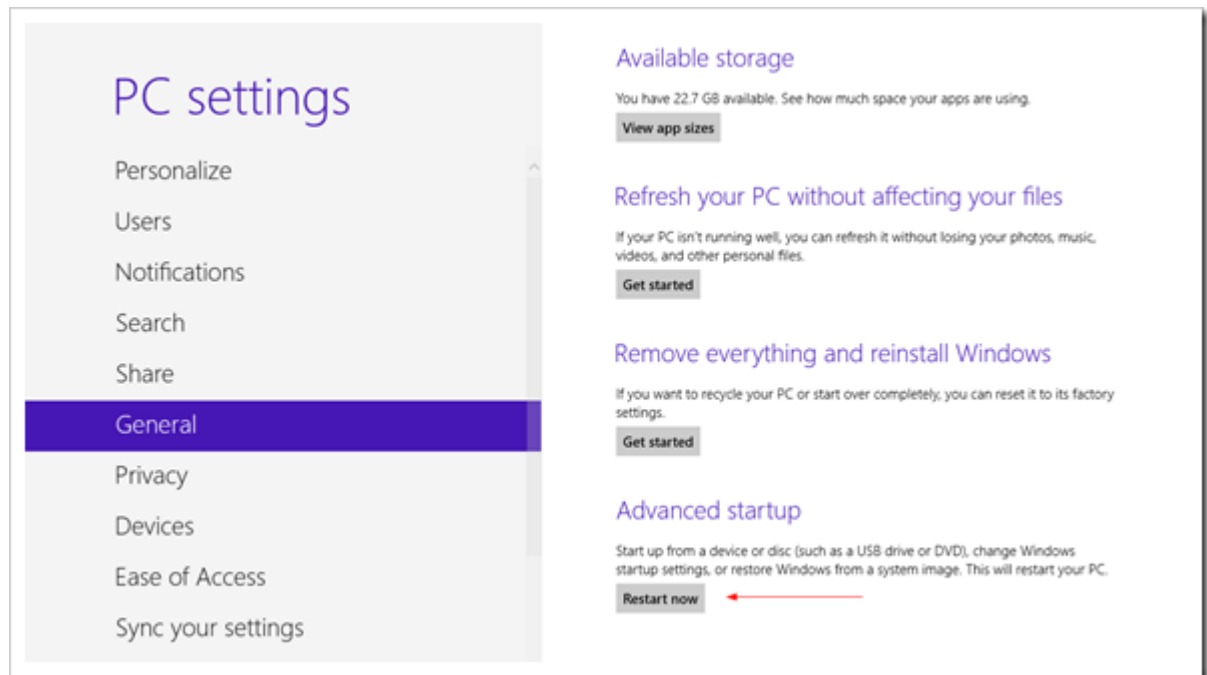 PC settings
Personalize
Users
Notifications
Search
Share
General
Privacy
Devices
Ease of Access
Sync your settings
Available storage
You have 22.7 GB available. See how much space your apps are using.
View app sizes
Refresh your PC without affecting your files
If your PC isn't running well, you can refresh it without losing your photos, music,
videos, and other personal files.
Get started
Remove everything and reinstall Windows
If you want to recycle your PC or start over completely, you can reset it to its factory
settings.
Get started
Advanced startup
Start up from a device or disc (such as a USB drive or DVD), change Windows
startup settings, or restore Windows from a system image. This will restart your PC.
Restart now